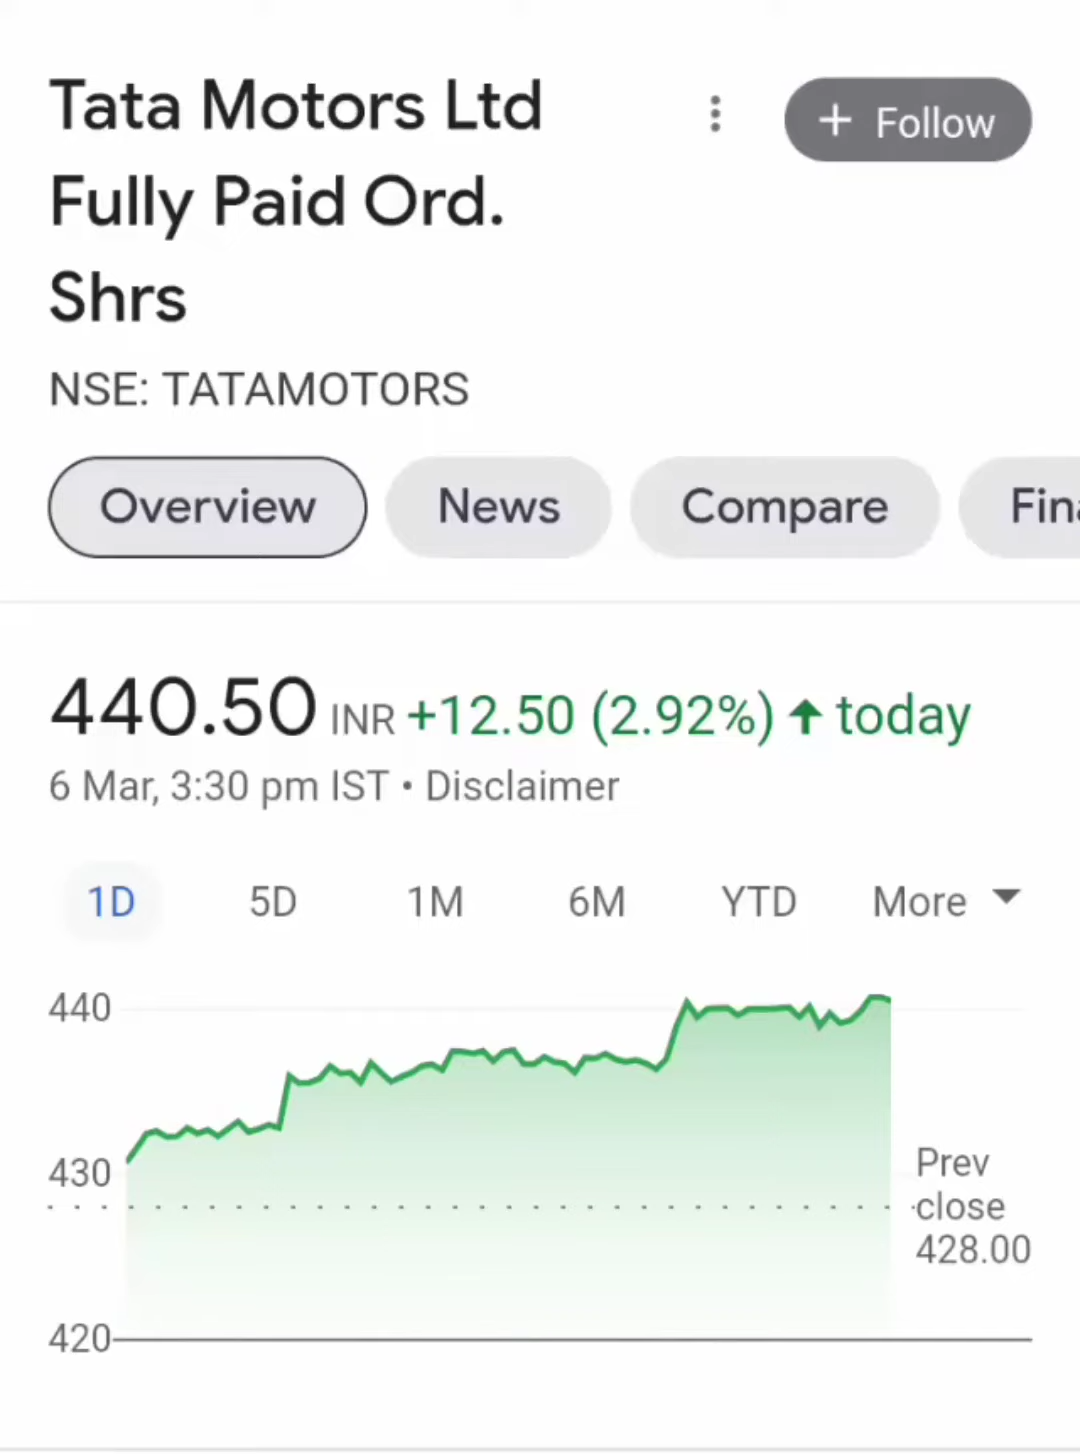 Tata Motors Ltd
Fully Paid Ord.
Shrs
+ Follow
NSE: TATAMOTORS
Overview News Compare Fina
440.50 INR +12.50 (2.92%) ↑ today
6 Mar, 3:30 pm IST • Disclaimer
1D 5D 1M 6M YTD More
440
430
Prev
close
428.00
420